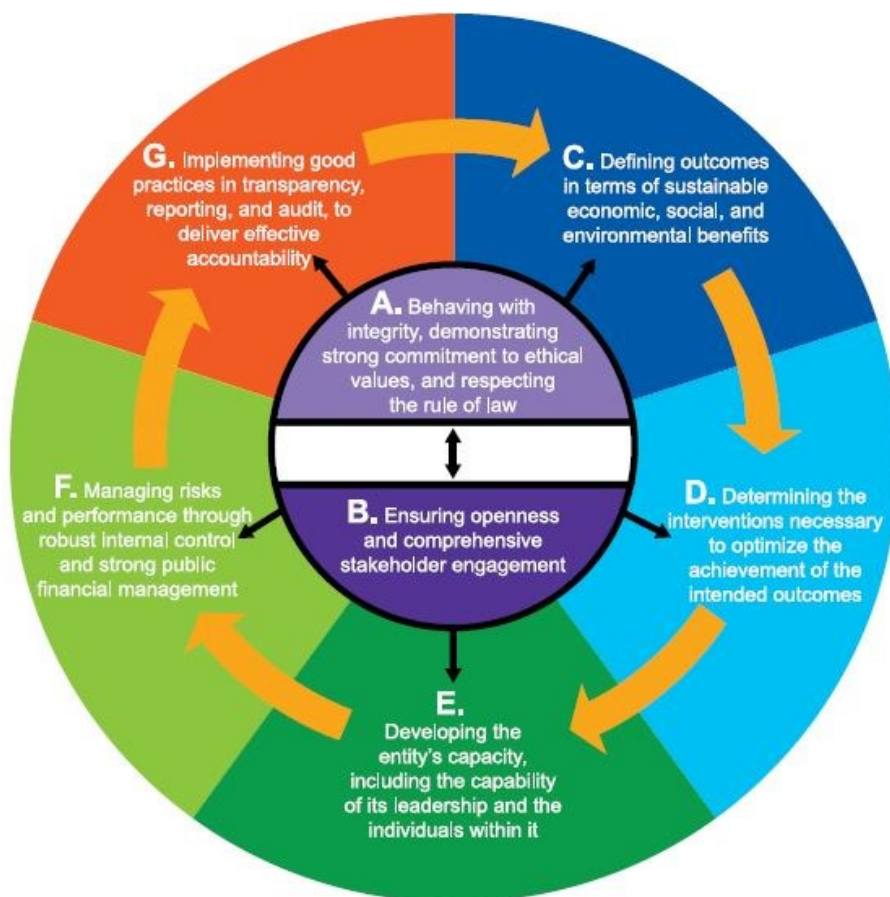 G. Implementing good
practices in transparency,
reporting, and audit, to
deliver effective
accountability
C. Defining outcomes
in terms of sustainable
economic, social, and
environmental benefits
A. Behaving with
integrity, demonstrating
strong commitment to ethical
values, and respecting
the rule of law
B. Ensuring openness
and comprehensive
stakeholder engagement
F. Managing risks
and performance through
robust internal control
and strong public
financial management
D. Determining the
interventions necessary
to optimize the
achievement of the
intended outcomes
E.
Developing the
entity's capacity,
including the capability
of its leadership and the
individuals within it